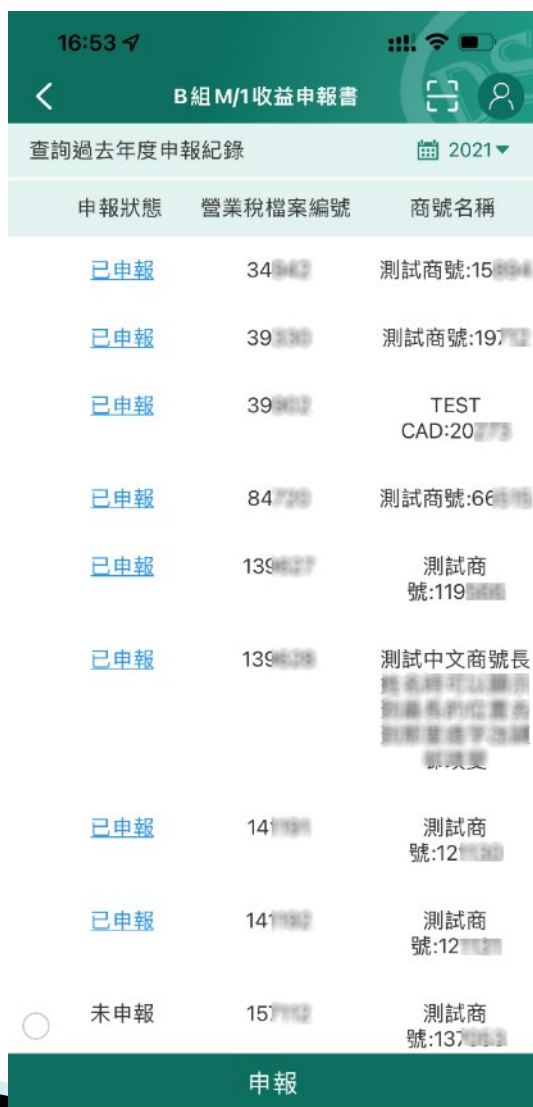 16:53
B組M/1收益申報書
查詢過去年度申報紀錄 2021
申報狀態 營業稅檔案編號 商號名稱
已申報 34 測試商號:15
已申報 39 測試商號:197
已申報 39 TEST
CAD:20
已申報 84 測試商號:66
已申報 139 測試商
號:119
已申報 139 測試中文商號長
已申報 141 測試商
號:12
已申報 141 測試商
號:12
未申報 157 測試商
號:137
申報